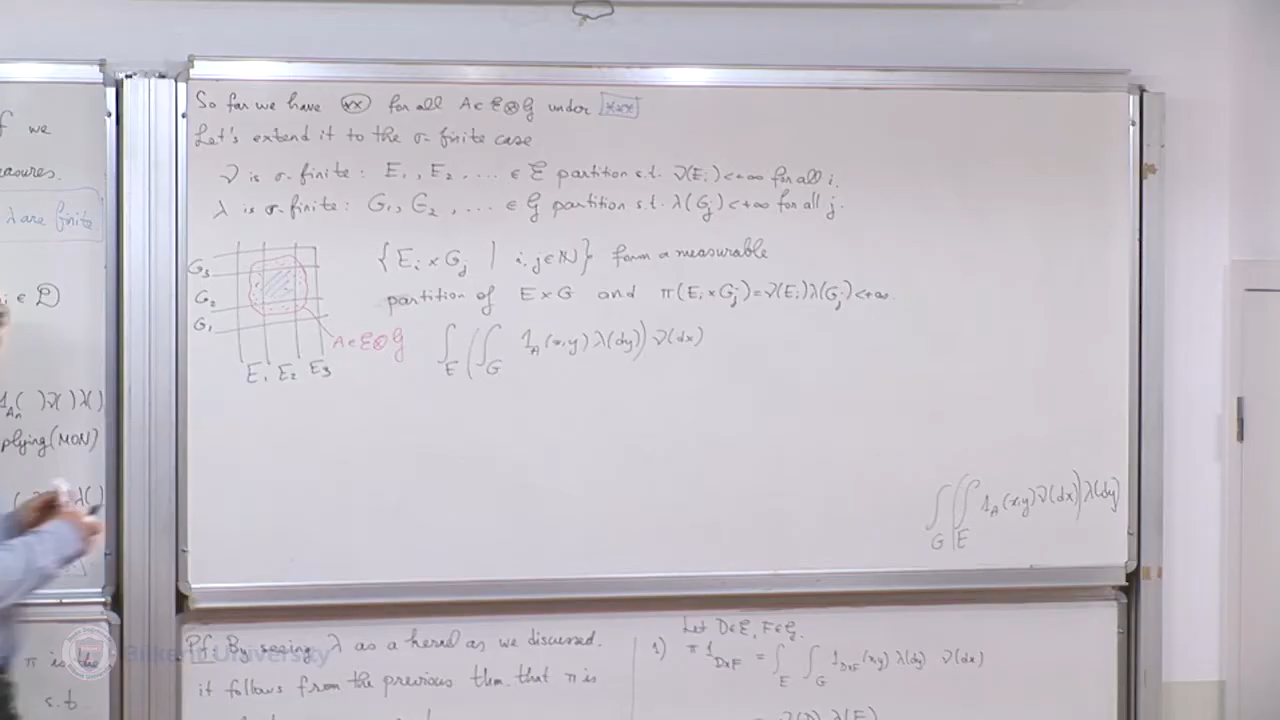 So far we have (**) for all A ∈ ℰ⊗𝒢 under [***]
Let's extend it to the σ-finite case
ν is σ-finite: E₁, E₂, ... ∈ ℰ partition s.t. ν(Eᵢ)<+∞ for all i.
λ is σ-finite: G₁, G₂, ... ∈ 𝒢 partition s.t. λ(Gⱼ)<+∞ for all j.
{Eᵢ × Gⱼ | i,j∈ℕ} form a measurable
partition of E×G and π(Eᵢ×Gⱼ)=ν(Eᵢ)λ(Gⱼ)<+∞.
G₃
G₂
G₁
E₁ E₂ E₃
A∈ℰ⊗𝒢
∫_E (∫_G 1_A(x,y) λ(dy)) ν(dx)
∫_G (∫_E 1_A(x,y) ν(dx)) λ(dy)
we
λ are finite
∈ 𝒟
1_{Aₙ}( ) ν( ) λ( )
(MON)
λ( )
π is the
s.t.
Pf: By seeing λ as a kernel as we discussed.
it follows from the previous thm. that π is
Let D∈ℰ, F∈𝒢.
1) π 1_{D×F} = ∫_E ∫_G 1_{D×F}(x,y) λ(dy) ν(dx)
Bilkent University